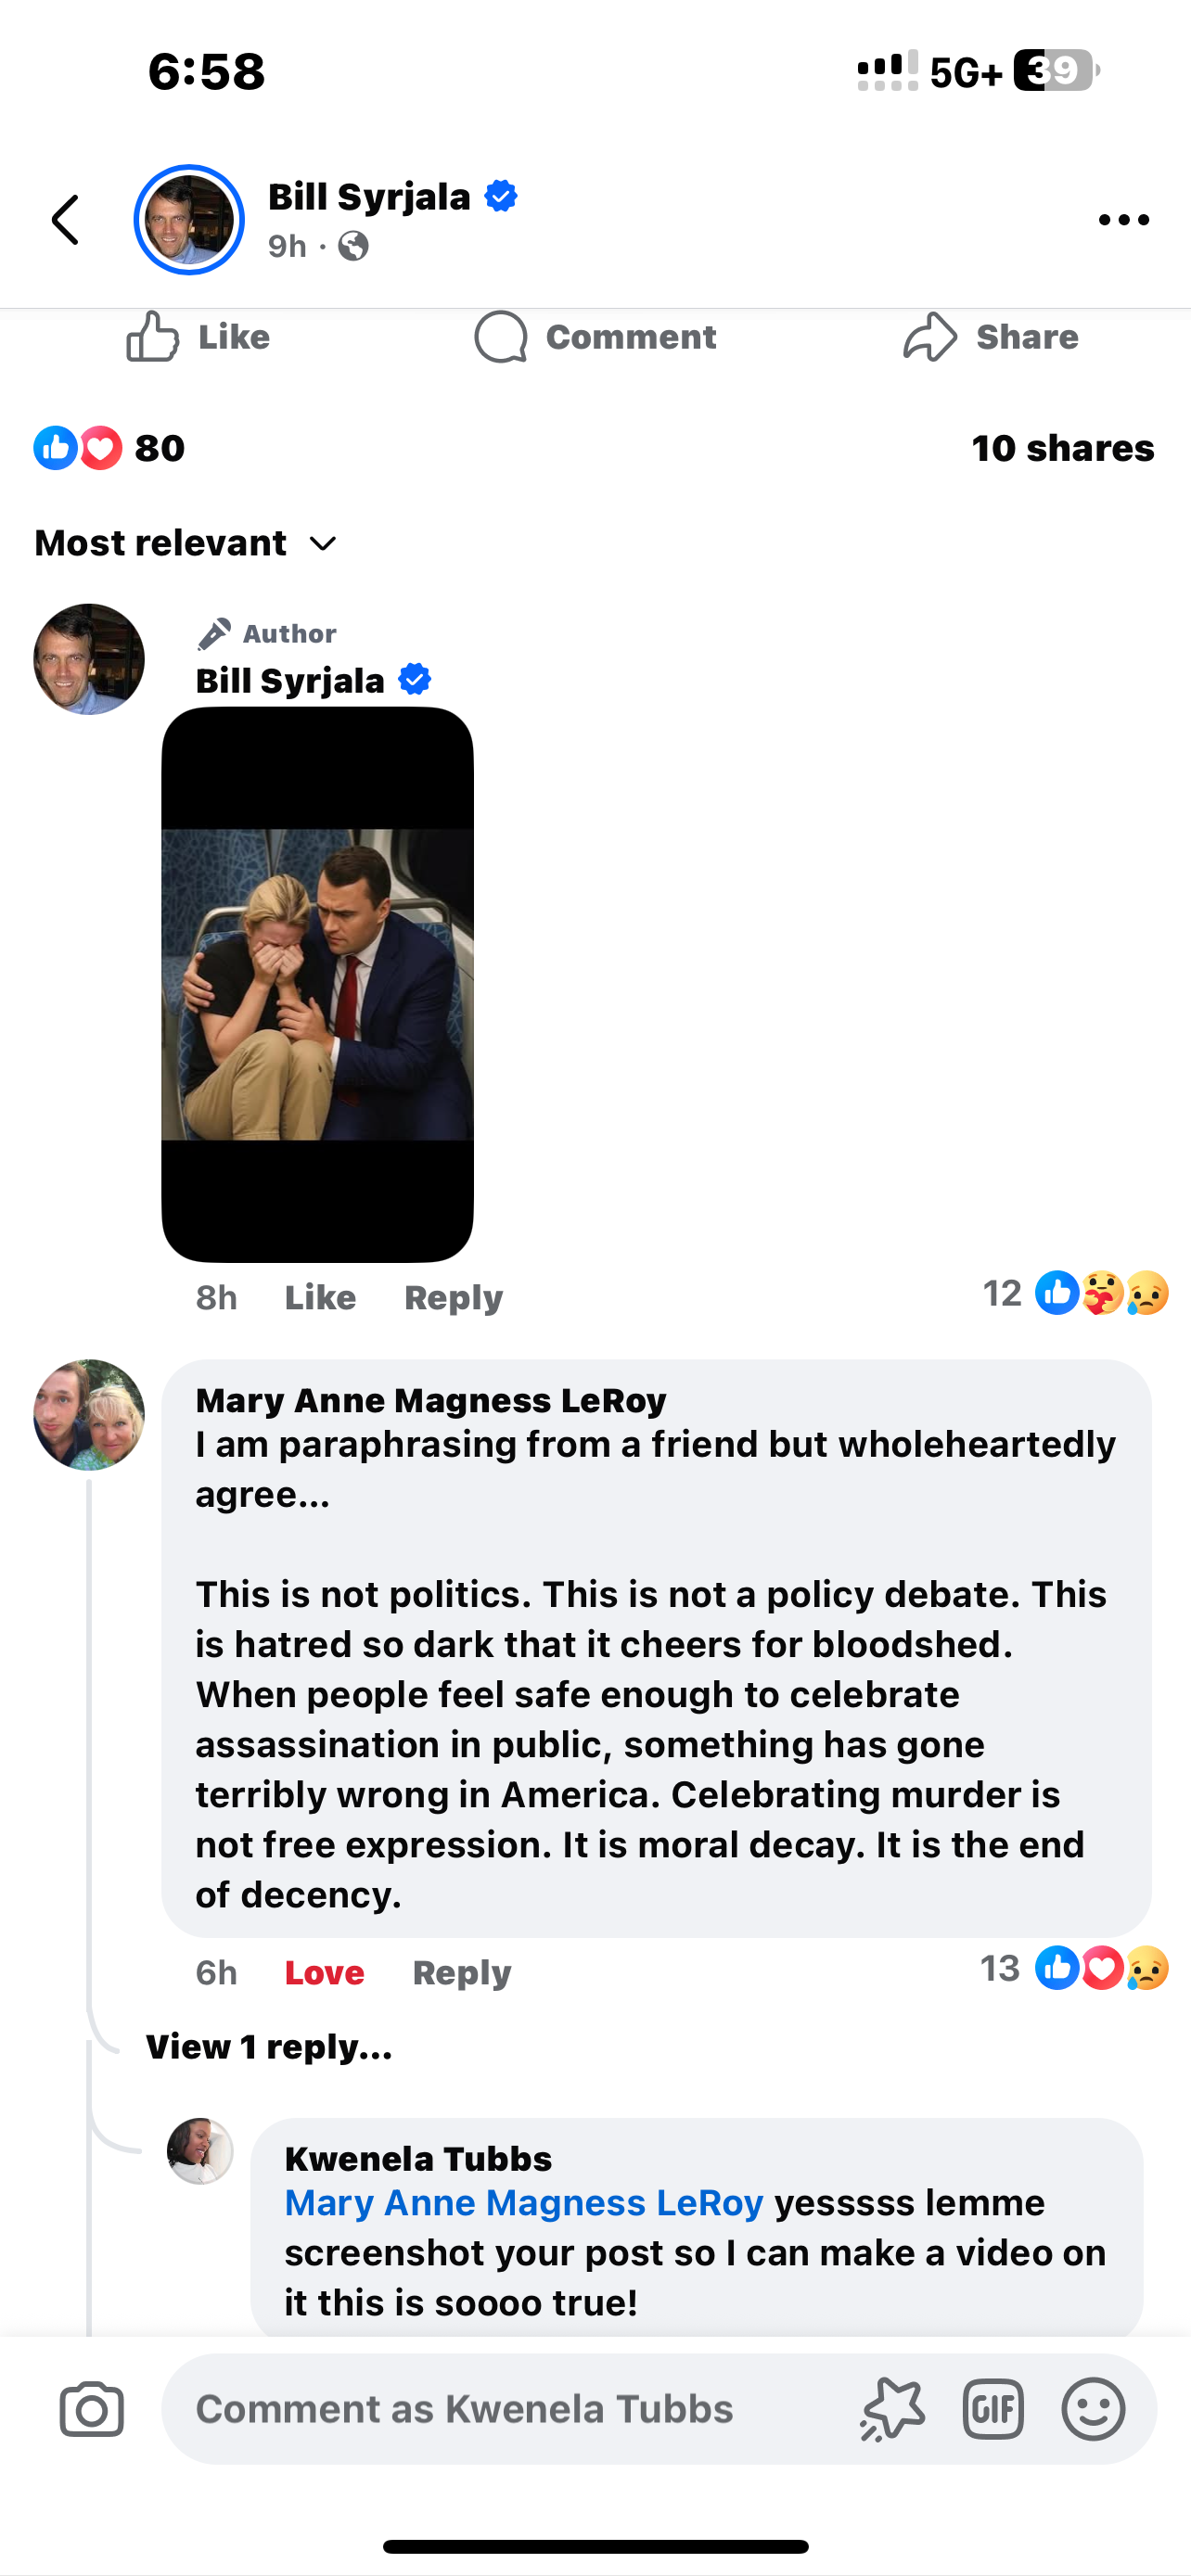 6:58
5G+ 39
Bill Syrjala
9h ·
Like Comment Share
80 10 shares
Most relevant
Author
Bill Syrjala
8h Like Reply 12
Mary Anne Magness LeRoy
I am paraphrasing from a friend but wholeheartedly
agree...
This is not politics. This is not a policy debate. This
is hatred so dark that it cheers for bloodshed.
When people feel safe enough to celebrate
assassination in public, something has gone
terribly wrong in America. Celebrating murder is
not free expression. It is moral decay. It is the end
of decency.
6h Love Reply 13
View 1 reply...
Kwenela Tubbs
Mary Anne Magness LeRoy yesssss lemme
screenshot your post so I can make a video on
it this is soooo true!
Comment as Kwenela Tubbs GIF